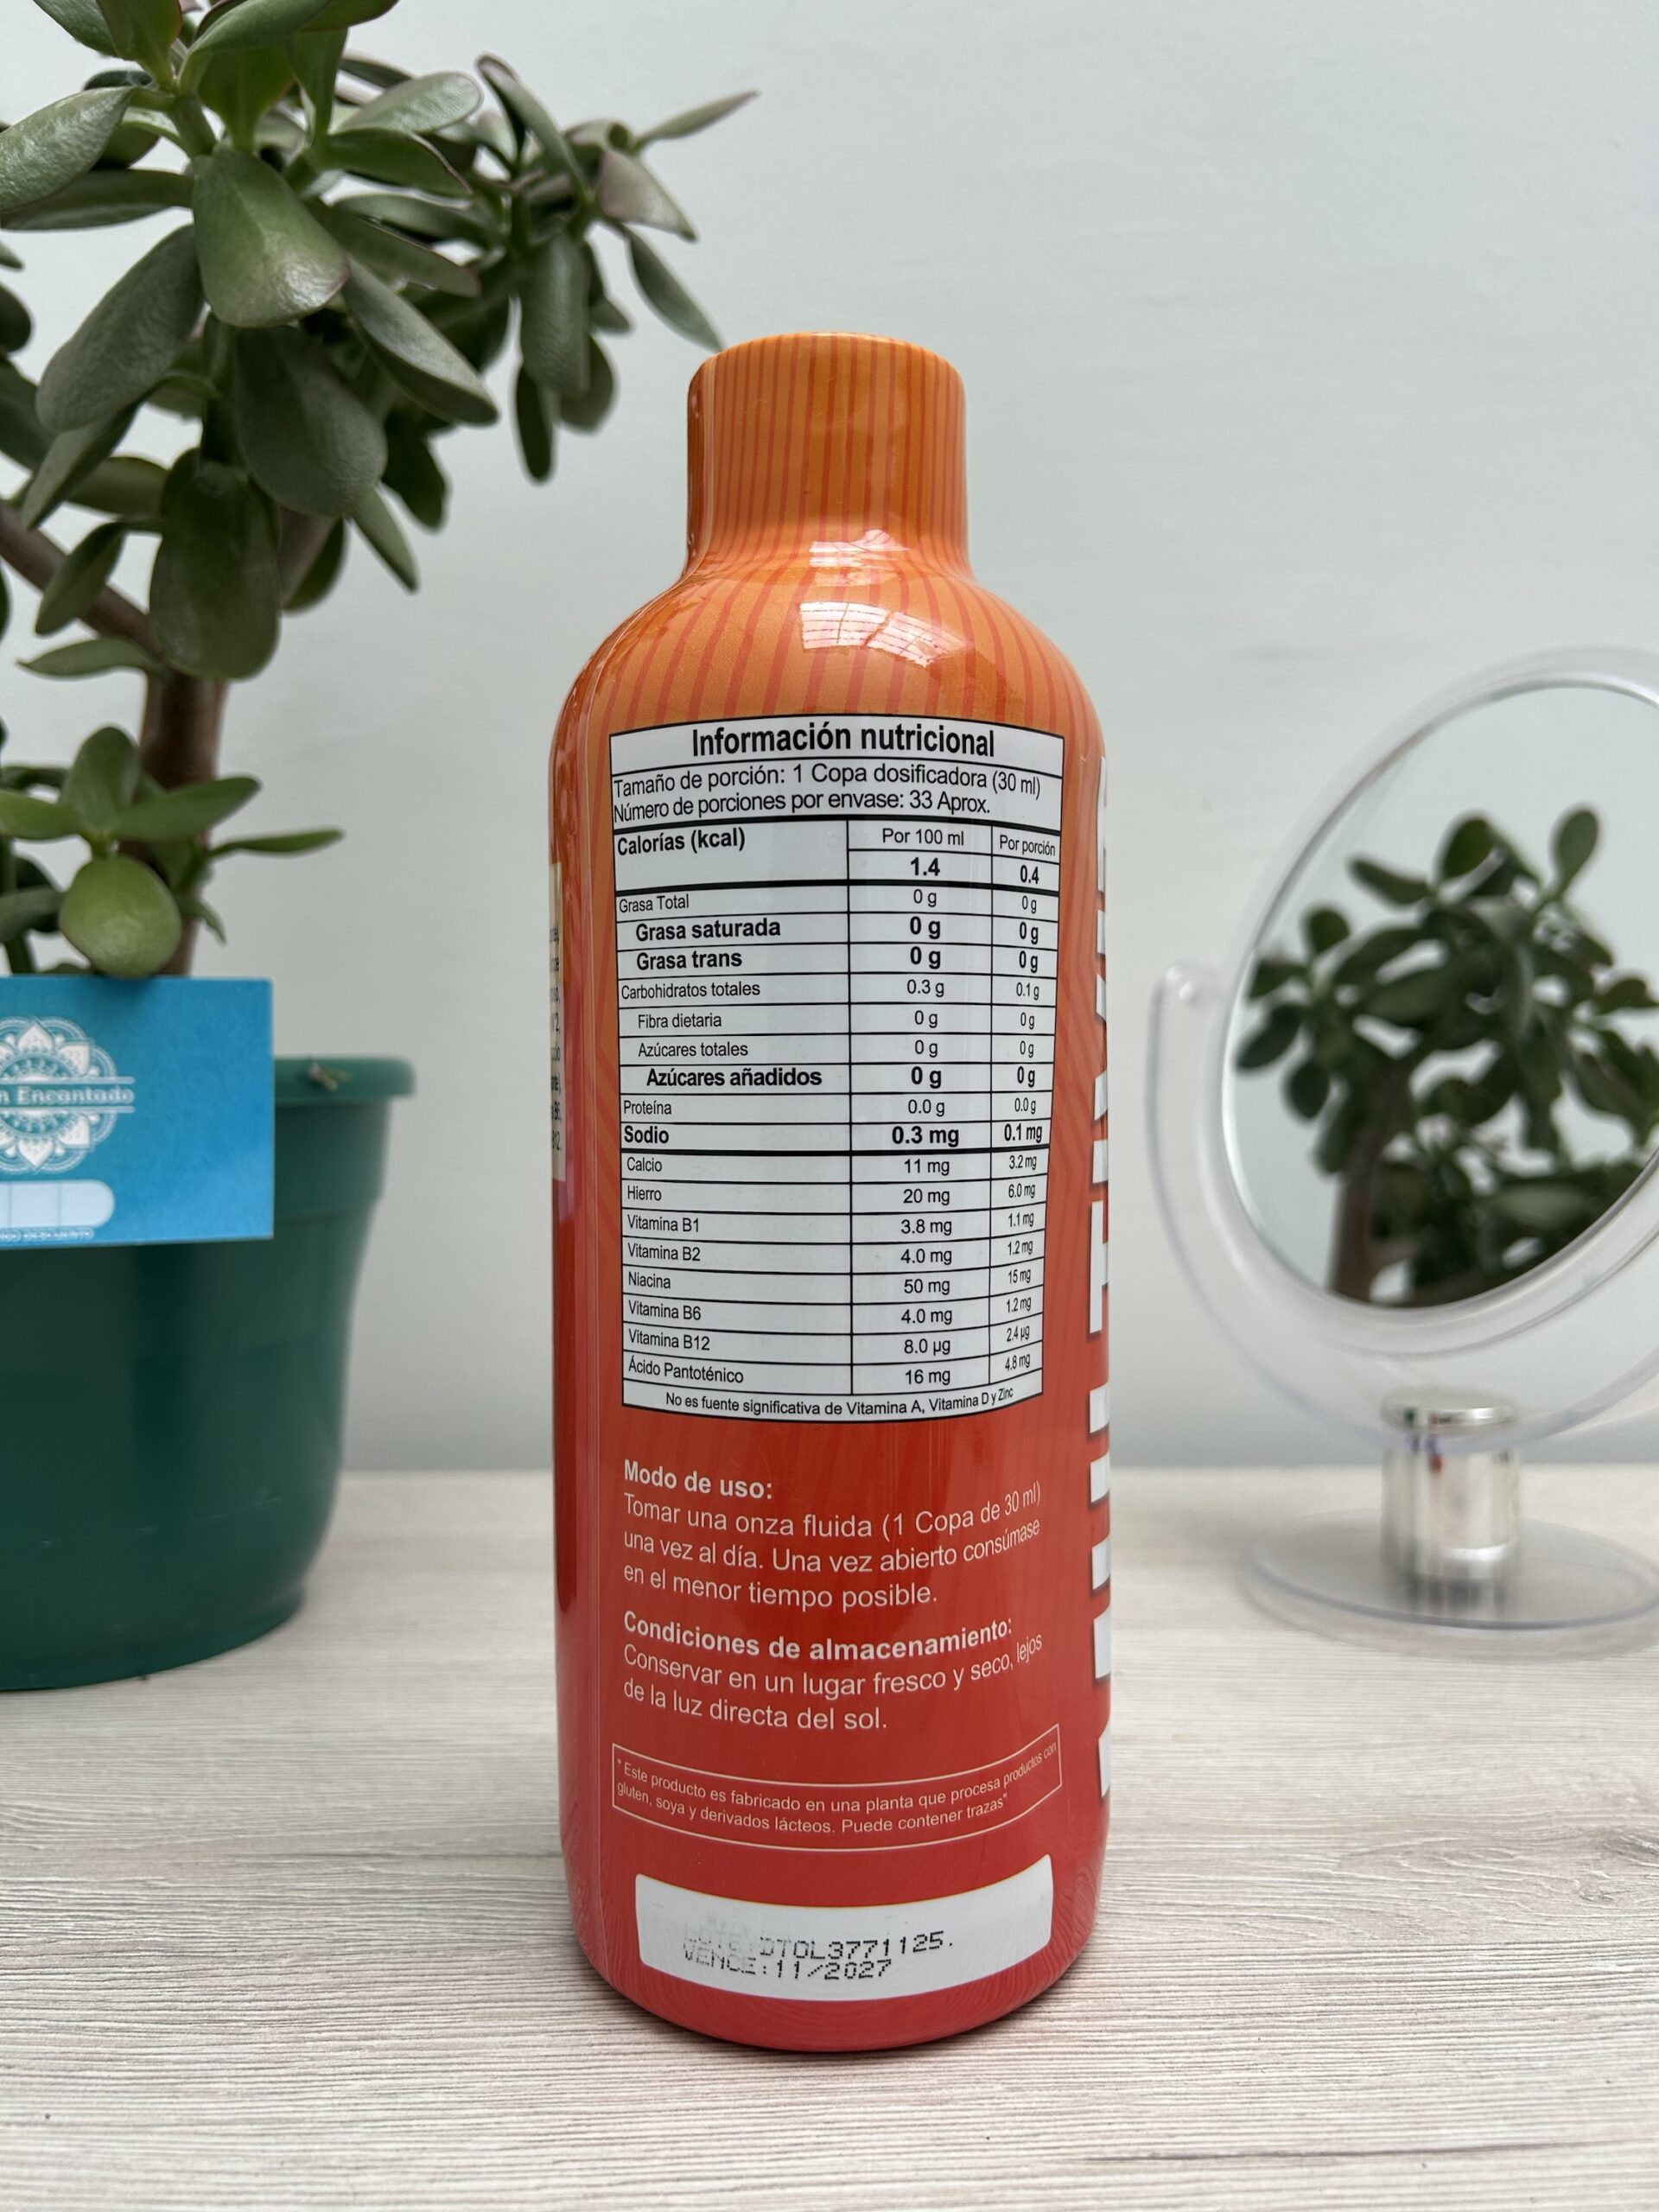 Información nutricional
Tamaño de porción: 1 Copa dosificadora (30 ml)
Número de porciones por envase: 33 Aprox.
Calorías (kcal) Por 100 ml Por porción
1.4 0.4
Grasa Total 0 g 0 g
Grasa saturada 0 g 0 g
Grasa trans 0 g 0 g
Carbohidratos totales 0.3 g 0.1 g
Fibra dietaria 0 g 0 g
Azúcares totales 0 g 0 g
Azúcares añadidos 0 g 0 g
Proteína 0.0 g 0.0 g
Sodio 0.3 mg 0.1 mg
Calcio 11 mg 3.2 mg
Hierro 20 mg 6.0 mg
Vitamina B1 3.8 mg 1.1 mg
Vitamina B2 4.0 mg 1.2 mg
Niacina 50 mg 15 mg
Vitamina B6 4.0 mg 1.2 mg
Vitamina B12 8.0 µg 2.4 µg
Ácido Pantoténico 16 mg 4.8 mg
No es fuente significativa de Vitamina A, Vitamina D y Zinc
Modo de uso:
Tomar una onza fluida (1 Copa de 30 ml)
una vez al día. Una vez abierto consúmase
en el menor tiempo posible.
Condiciones de almacenamiento:
Conservar en un lugar fresco y seco, lejos
de la luz directa del sol.
"Este producto es fabricado en una planta que procesa productos con
gluten, soya y derivados lácteos. Puede contener trazas"
LOTE: DTOL3771125.
VENCE:11/2027
Encantado